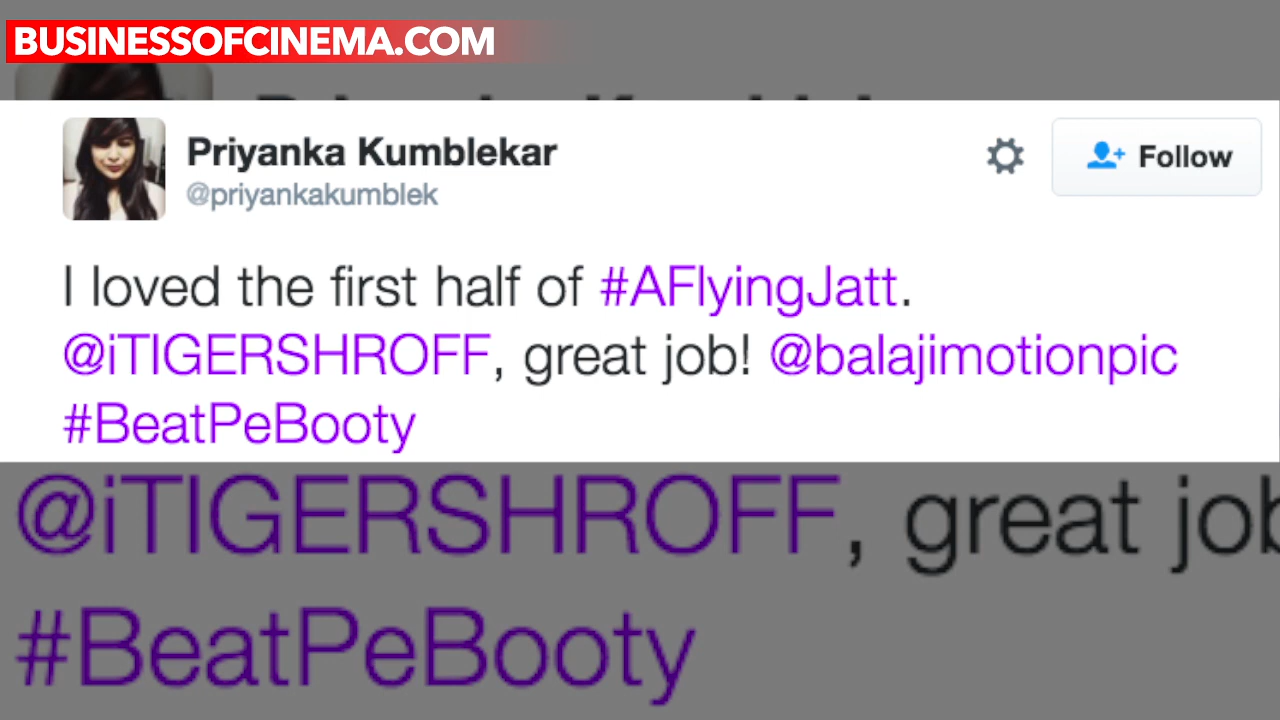 BUSINESSOFCINEMA.COM
Priyanka Kumblekar
@priyankakumblek
Follow
I loved the first half of #AFlyingJatt.
@iTIGERSHROFF, great job! @balajimotionpic
#BeatPeBooty
@iTIGERSHROFF, great job
#BeatPeBooty